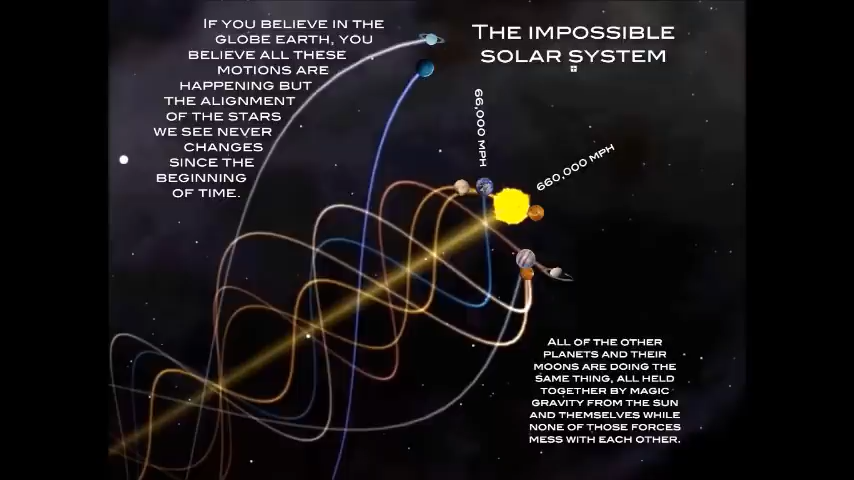 The impossible
solar system
If you believe in the
globe earth, you
believe all these
motions are
happening but
the alignment
of the stars
we see never
changes
since the
beginning
of time.
66,000 mph
660,000 mph
All of the other
planets and their
moons are doing the
same thing, all held
together by magic
gravity from the sun
and themselves while
none of those forces
mess with each other.